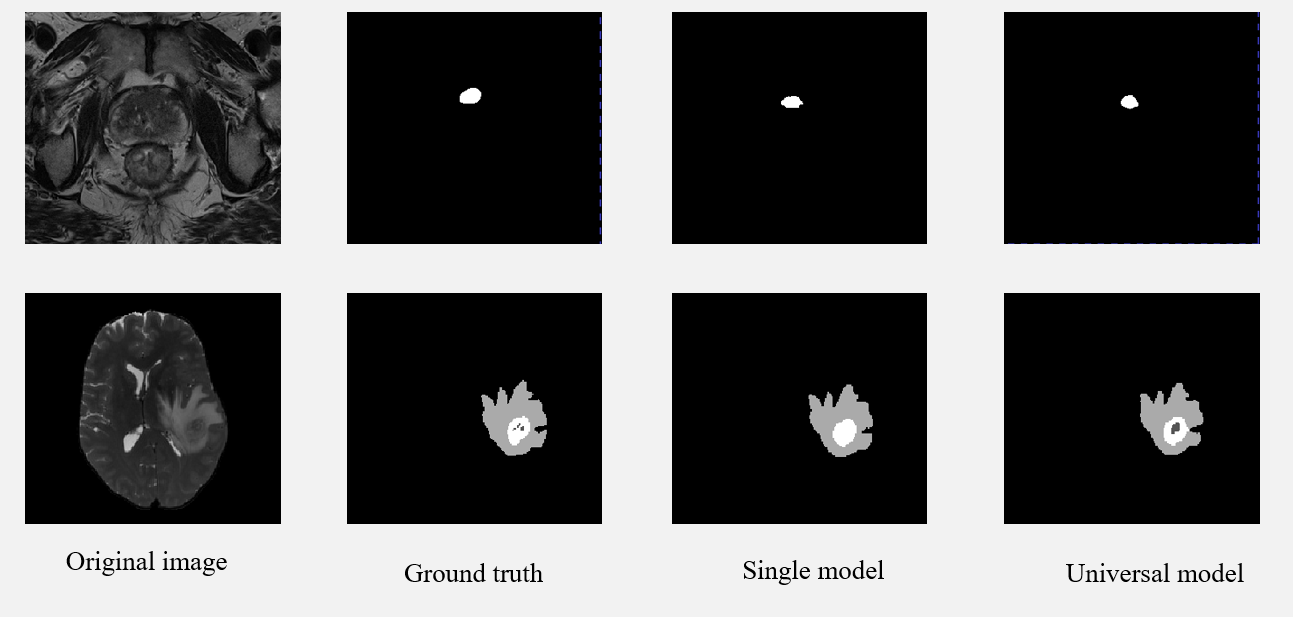 Original image
Ground truth
Single model
Universal model